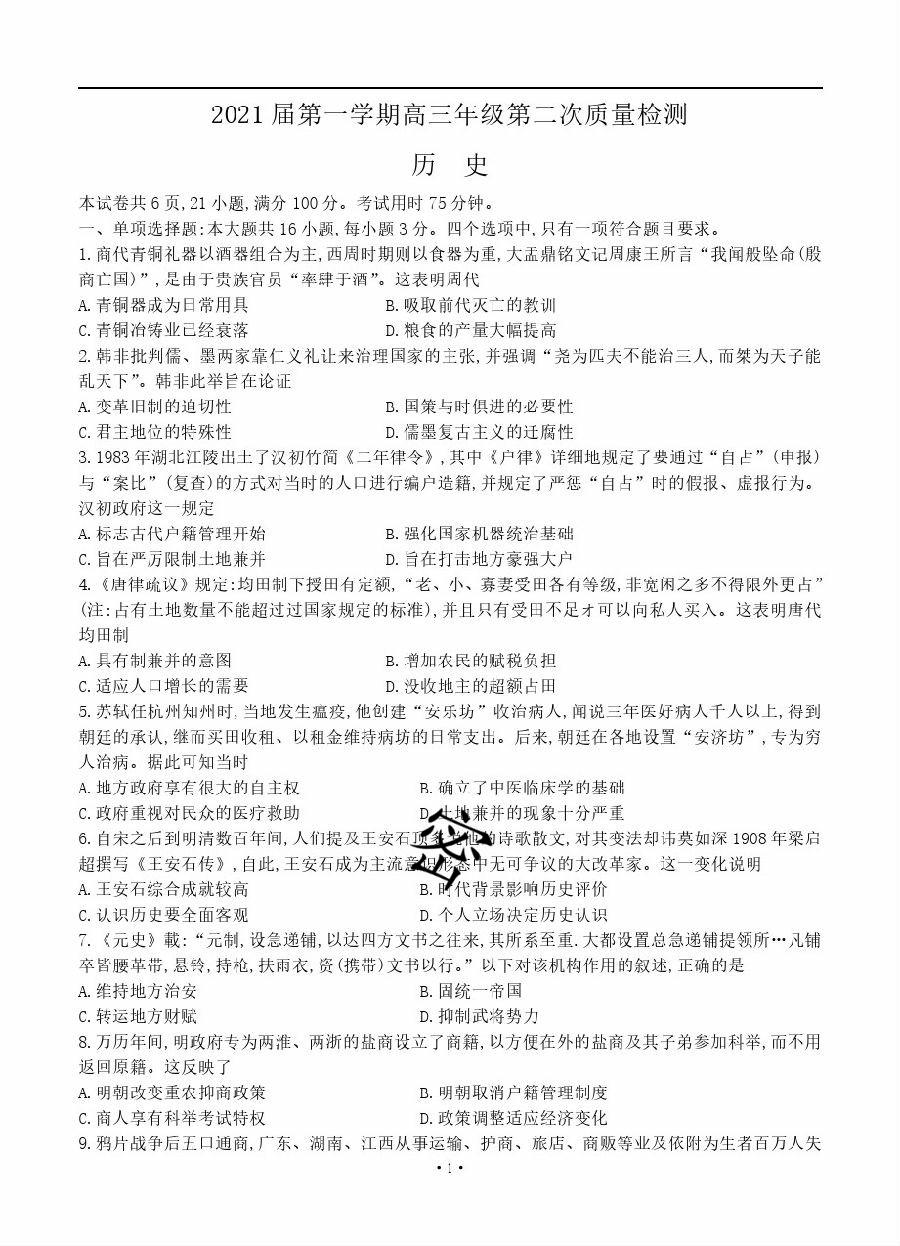 2021届第一学期高三年级第二次质量检测
历 史
本试卷共6页,21小题,满分100分。考试用时75分钟。
一、单项选择题:本大题共16小题,每小题3分。四个选项中,只有一项符合题目要求。
1.商代青铜礼器以酒器组合为主,西周时期则以食器为重,大盂鼎铭文记周康王所言“我闻般坠命(殷
商亡国)”,是由于贵族官员“率肆于酒”。这表明周代
A.青铜器成为日常用具 B.吸取前代灭亡的教训
C.青铜冶铸业已经衰落 D.粮食的产量大幅提高
2.韩非批判儒、墨两家靠仁义礼让来治理国家的主张,并强调“尧为匹夫不能治三人,而桀为天子能
乱天下”。韩非此举旨在论证
A.变革旧制的迫切性 B.国策与时俱进的必要性
C.君主地位的特殊性 D.儒墨复古主义的迂腐性
3.1983年湖北江陵出土了汉初竹简《二年律令》,其中《户律》详细地规定了要通过“自占”(申报)
与“案比”(复查)的方式对当时的人口进行编户造籍,并规定了严惩“自占”时的假报、虚报行为。
汉初政府这一规定
A.标志古代户籍管理开始 B.强化国家机器统治基础
C.旨在严厉限制土地兼并 D.旨在打击地方豪强大户
4.《唐律疏议》规定:均田制下授田有定额,“老、小、寡妻受田各有等级,非宽闲之乡不得限外更占”
(注:占有土地数量不能超过过国家规定的标准),并且只有受田不足才可以向私人买入。这表明唐代
均田制
A.具有制兼并的意图 B.增加农民的赋税负担
C.适应人口增长的需要 D.没收地主的超额占田
5.苏轼任杭州知州时,当地发生瘟疫,他创建“安乐坊”收治病人,闻说三年医好病人千人以上,得到
朝廷的承认,继而买田收租、以租金维持病坊的日常支出。后来,朝廷在各地设置“安济坊”,专为穷
人治病。据此可知当时
A.地方政府享有很大的自主权 B.确立了中医临床学的基础
C.政府重视对民众的医疗救助 D.土地兼并的现象十分严重
6.自宋之后到明清数百年间,人们提及王安石顶多说他的诗歌散文,对其变法却讳莫如深1908年梁启
超撰写《王安石传》,自此,王安石成为主流意识形态中无可争议的大改革家。这一变化说明
A.王安石综合成就较高 B.时代背景影响历史评价
C.认识历史要全面客观 D.个人立场决定历史认识
密
7.《元史》載:“元制,设急递铺,以达四方文书之往来,其所系至重.大都设置总急递铺提领所…凡铺
卒皆腰革带,悬铃,持枪,扶雨衣,资(携带)文书以行。”以下对该机构作用的叙述,正确的是
A.维持地方治安 B.固统一帝国
C.转运地方财赋 D.抑制武将势力
8.万历年间,明政府专为两淮、两浙的盐商设立了商籍,以方便在外的盐商及其子弟参加科举,而不用
返回原籍。这反映了
A.明朝改变重农抑商政策 B.明朝取消户籍管理制度
C.商人享有科举考试特权 D.政策调整适应经济变化
9.鸦片战争后五口通商,广东、湖南、江西从事运输、护商、旅店、商贩等业及依附为生者百万人失
·1·